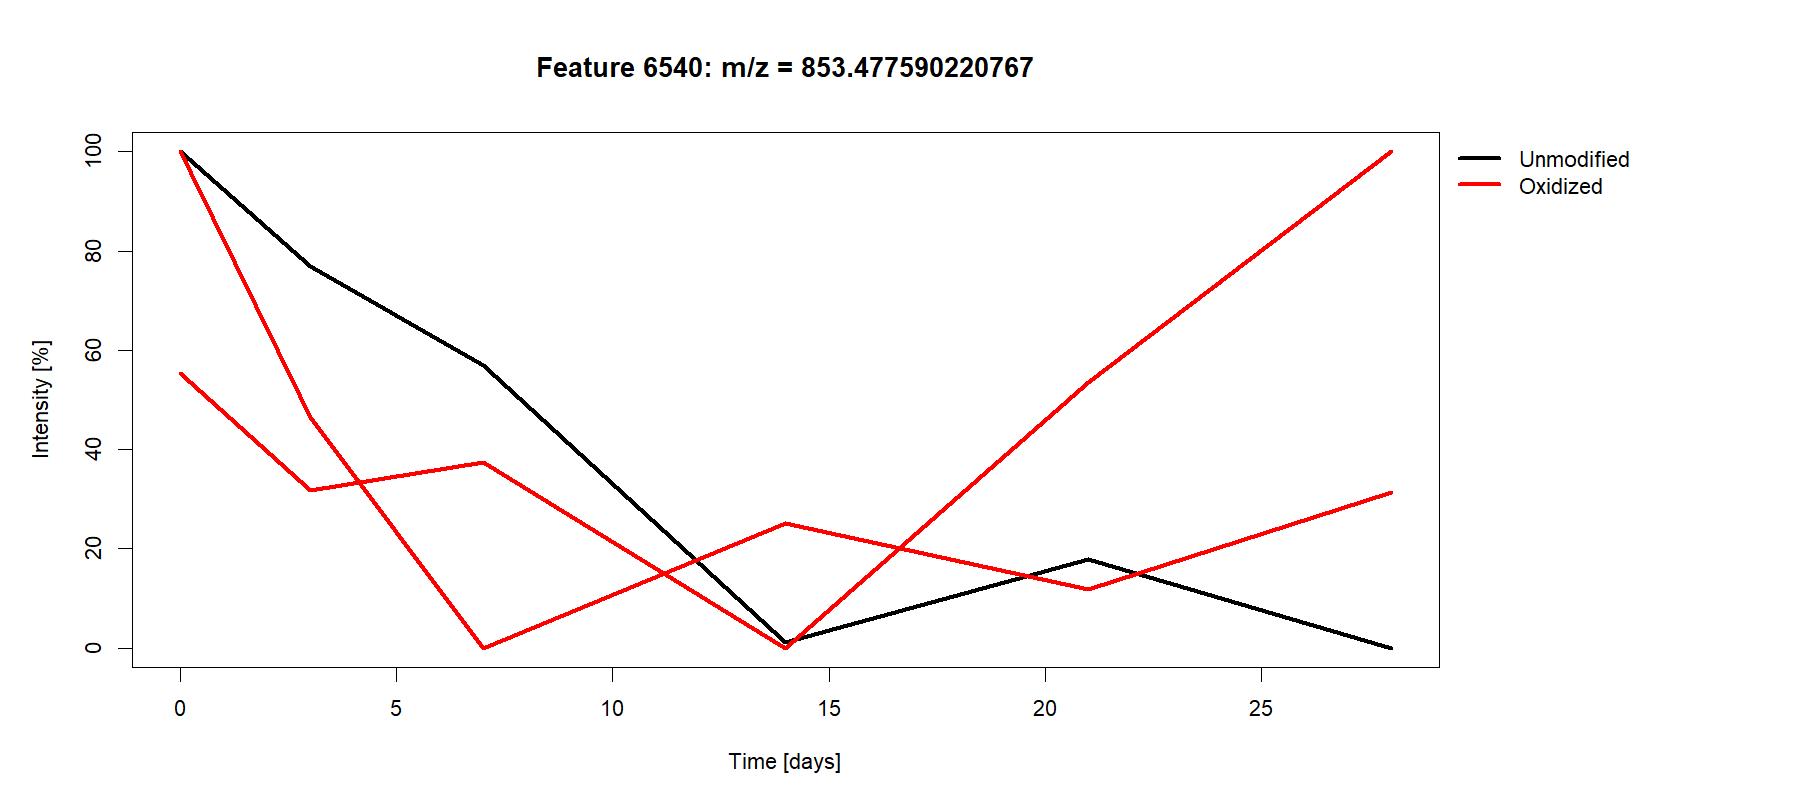 Feature 6540: m/z = 853.477590220767
Intensity [%]
100
80
60
40
20
0
0 5 10 15 20 25
Time [days]
Unmodified
Oxidized